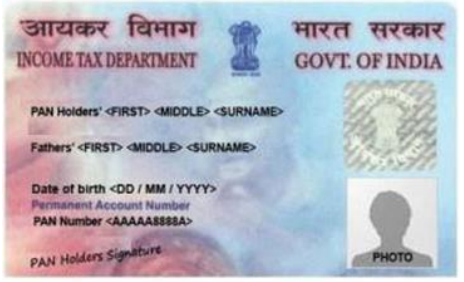 आयकर विभाग
INCOME TAX DEPARTMENT
भारत सरकार
GOVT. OF INDIA
PAN Holders' <FIRST> <MIDDLE> <SURNAME>
Fathers' <FIRST> <MIDDLE> <SURNAME>
Date of birth <DD / MM / YYYY>
Permanent Account Number
PAN Number <AAAAA8888A>
PAN Holders Signature
PHOTO